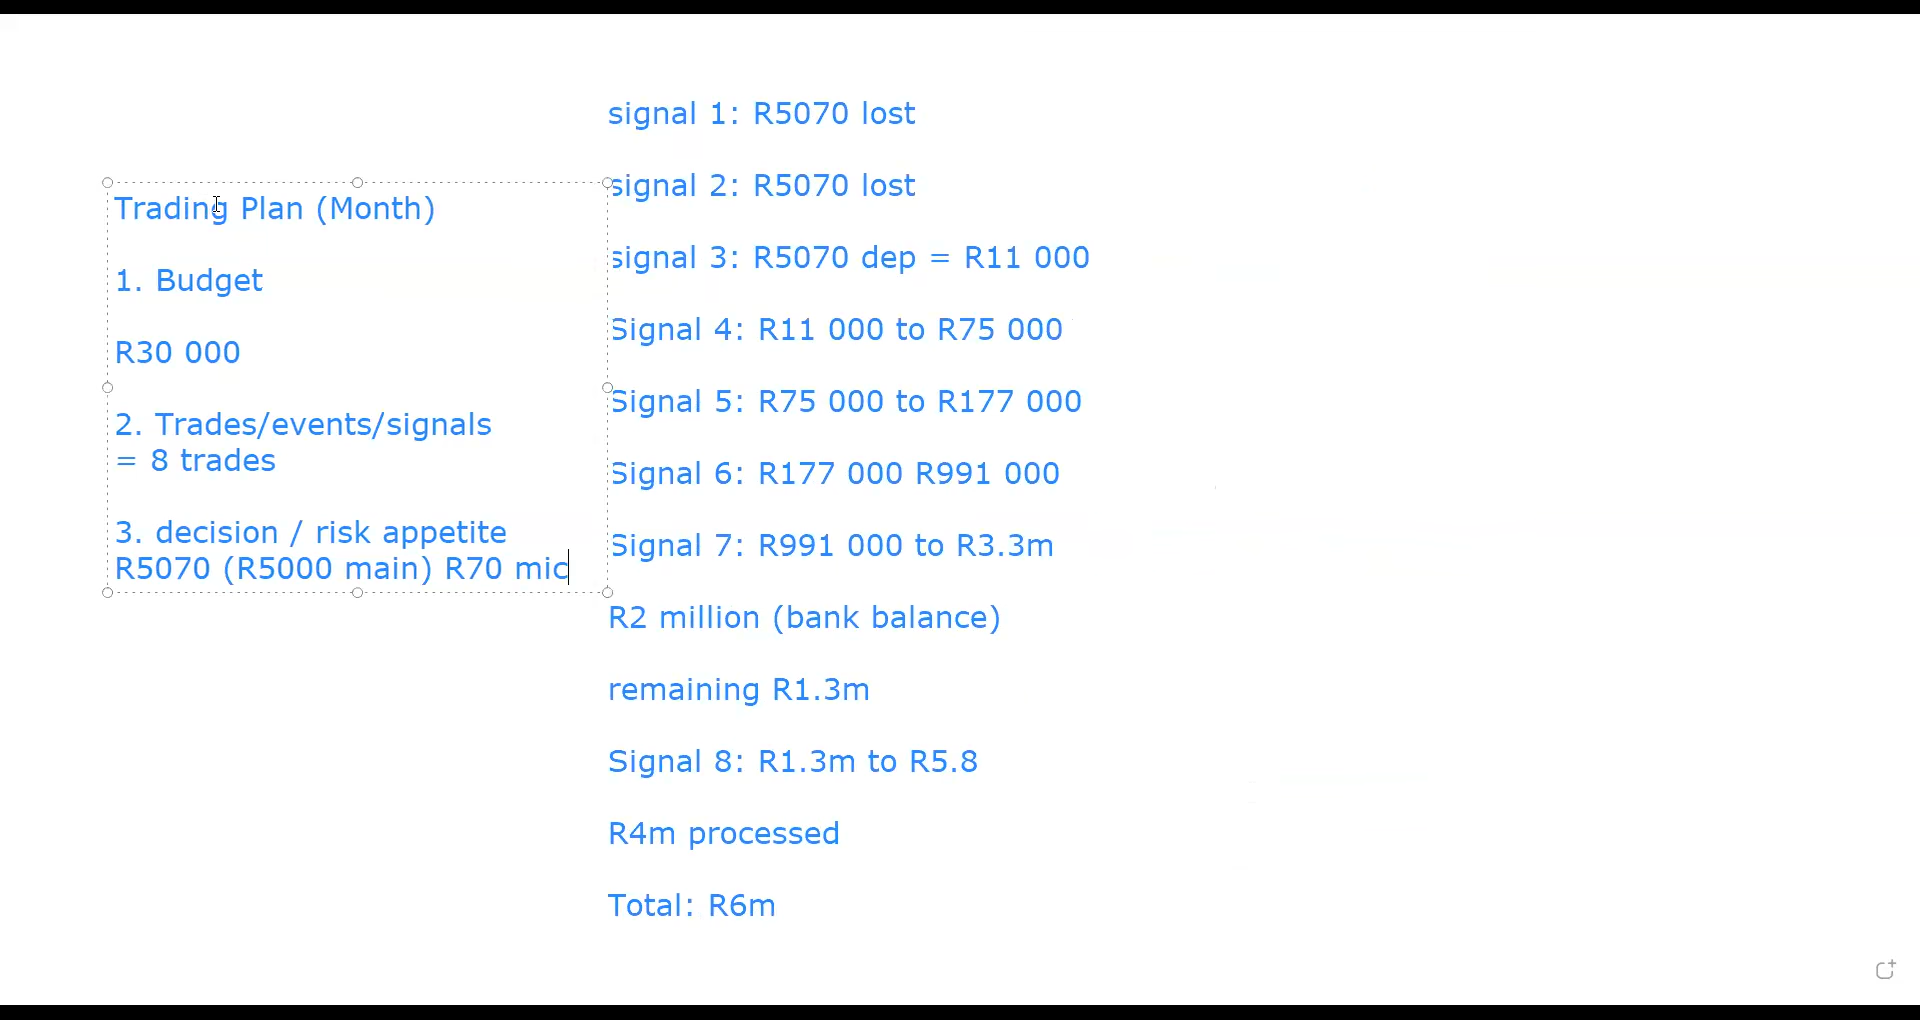 Trading Plan (Month)
1. Budget
R30 000
2. Trades/events/signals
= 8 trades
3. decision / risk appetite
R5070 (R5000 main) R70 mic
signal 1: R5070 lost
signal 2: R5070 lost
signal 3: R5070 dep = R11 000
Signal 4: R11 000 to R75 000
Signal 5: R75 000 to R177 000
Signal 6: R177 000 R991 000
Signal 7: R991 000 to R3.3m
R2 million (bank balance)
remaining R1.3m
Signal 8: R1.3m to R5.8
R4m processed
Total: R6m